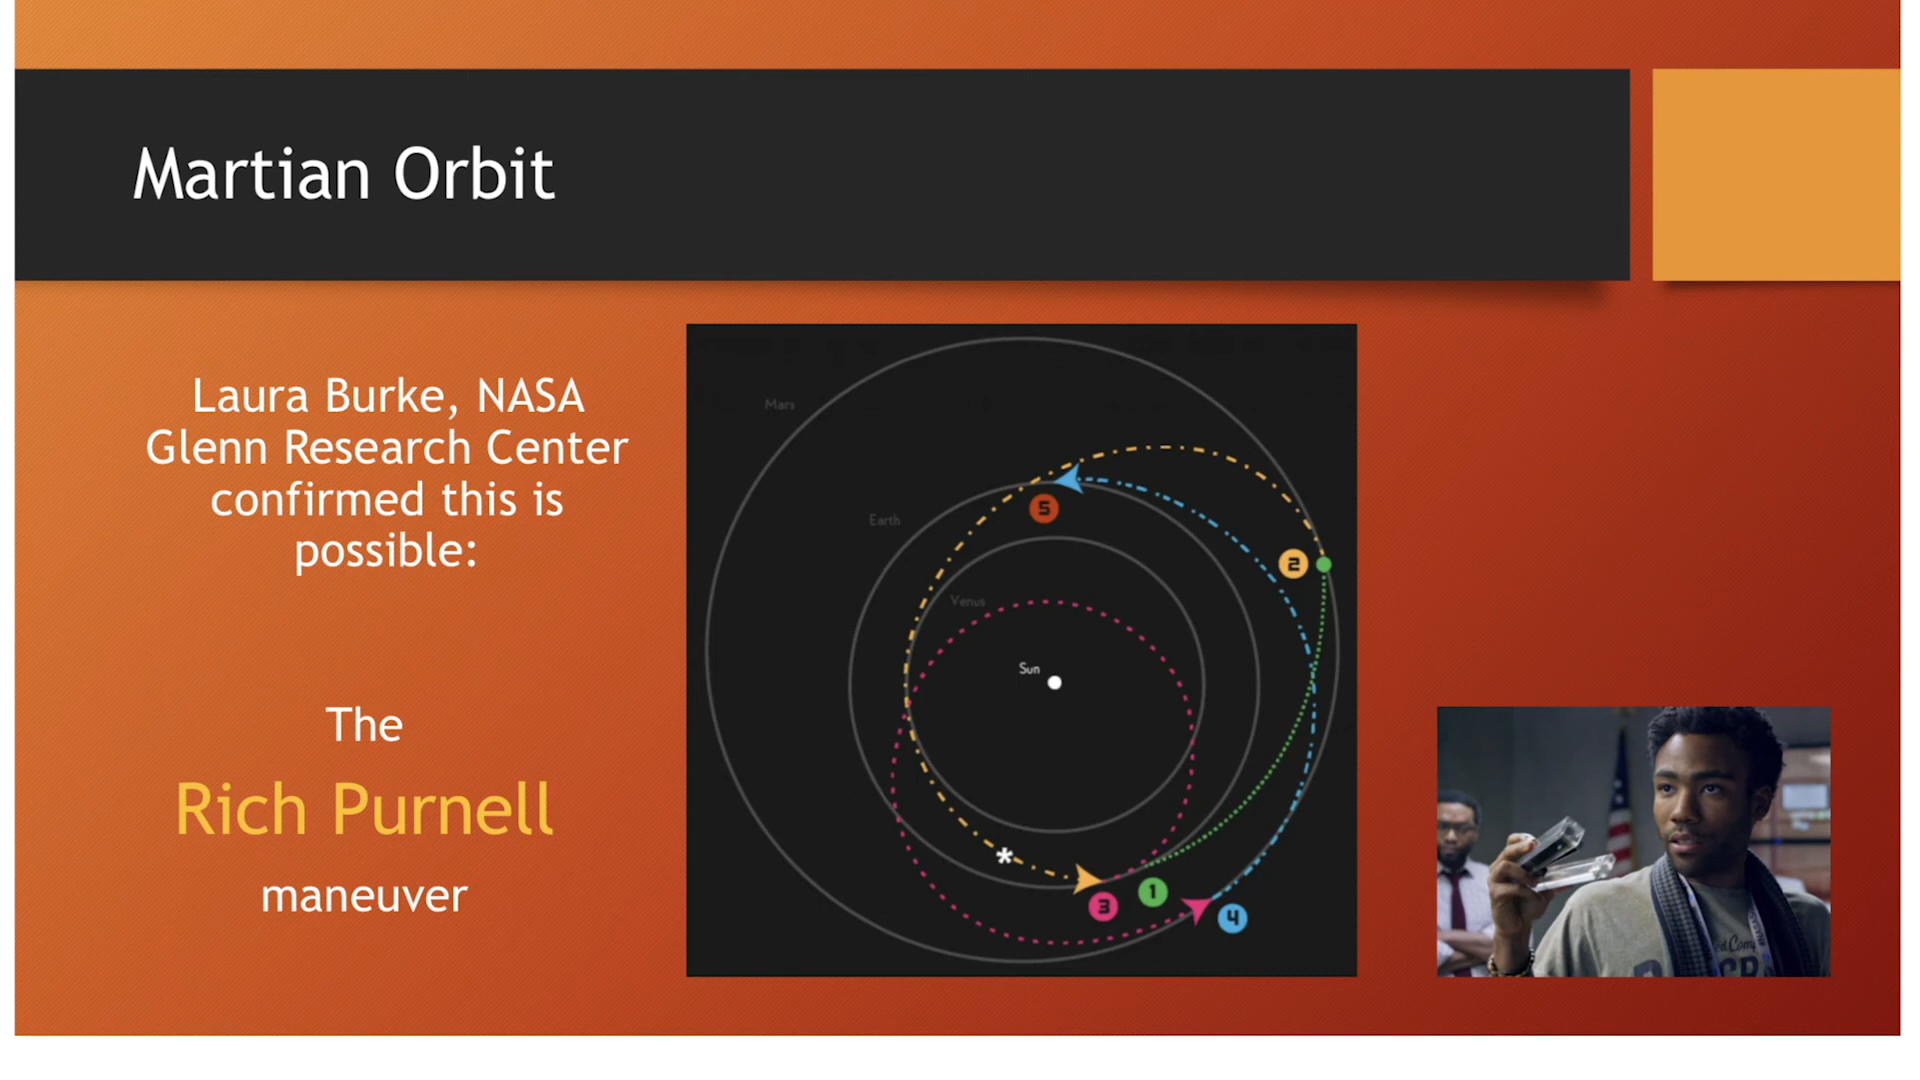 Martian Orbit
Laura Burke, NASA
Glenn Research Center
confirmed this is
possible:
The
Rich Purnell
maneuver
Mars
Earth
Venus
Sun
5
2
*
3
1
4